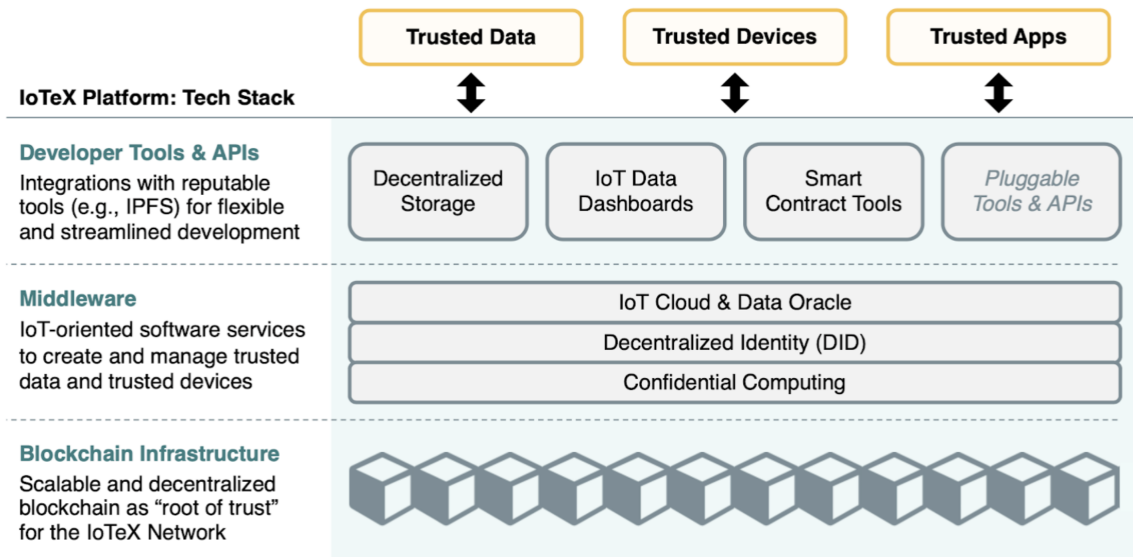 Trusted Data
Trusted Devices
Trusted Apps
IoTeX Platform: Tech Stack
Developer Tools & APIs
Integrations with reputable
tools (e.g., IPFS) for flexible
and streamlined development
Decentralized
Storage
IoT Data
Dashboards
Smart
Contract Tools
Pluggable
Tools & APIs
Middleware
IoT-oriented software services
to create and manage trusted
data and trusted devices
IoT Cloud & Data Oracle
Decentralized Identity (DID)
Confidential Computing
Blockchain Infrastructure
Scalable and decentralized
blockchain as “root of trust”
for the IoTeX Network